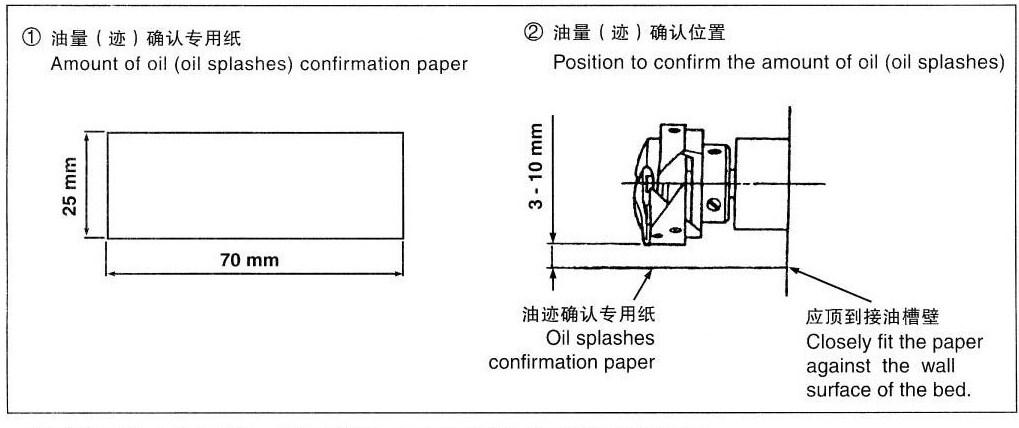 ① 油量（迹）确认专用纸
Amount of oil (oil splashes) confirmation paper
25 mm
70 mm
② 油量（迹）确认位置
Position to confirm the amount of oil (oil splashes)
3 - 10 mm
油迹确认专用纸
Oil splashes
confirmation paper
应顶到接油槽壁
Closely fit the paper
against the wall
surface of the bed.